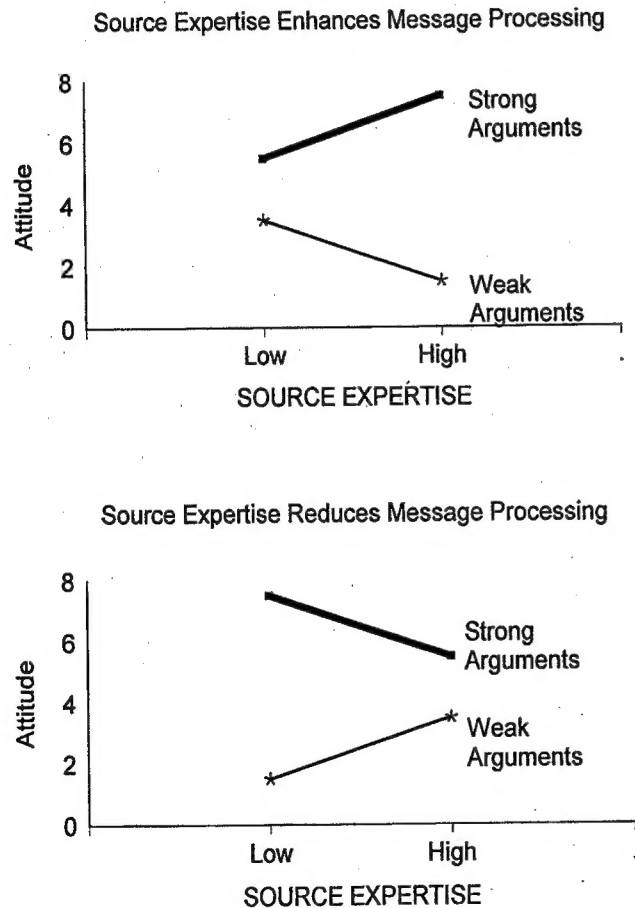 Source Expertise Enhances Message Processing
8
6
4
2
0
Attitude
Strong
Arguments
Weak
Arguments
Low
High
SOURCE EXPERTISE
Source Expertise Reduces Message Processing
8
6
4
2
0
Attitude
Strong
Arguments
Weak
Arguments
Low
High
SOURCE EXPERTISE